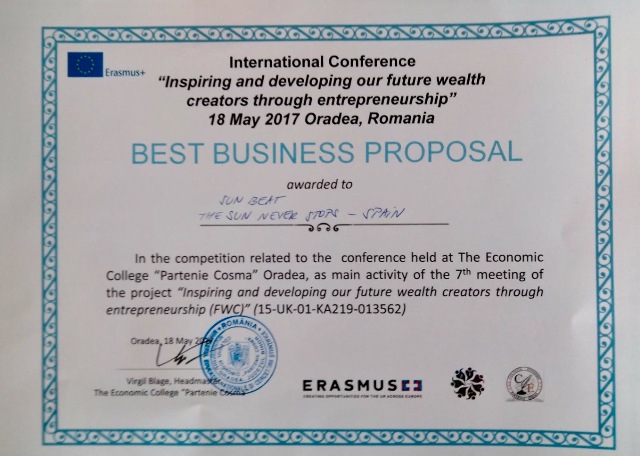 Erasmus+
International Conference
“Inspiring and developing our future wealth
creators through entrepreneurship”
18 May 2017 Oradea, Romania
BEST BUSINESS PROPOSAL
awarded to
SUN BEAT
THE SUN NEVER STOPS – SPAIN
In the competition related to the conference held at The Economic
College “Partenie Cosma” Oradea, as main activity of the 7th meeting of
the project “Inspiring and developing our future wealth creators through
entrepreneurship (FWC)” (15-UK-01-KA219-013562)
Oradea, 18 May
ROMÂNIA
Virgil Blage, Headmaster,
The Economic College “Partenie Cosma
ERASMUS
CREATING OPPORTUNITIES FOR THE UK ACROSS EUROPE